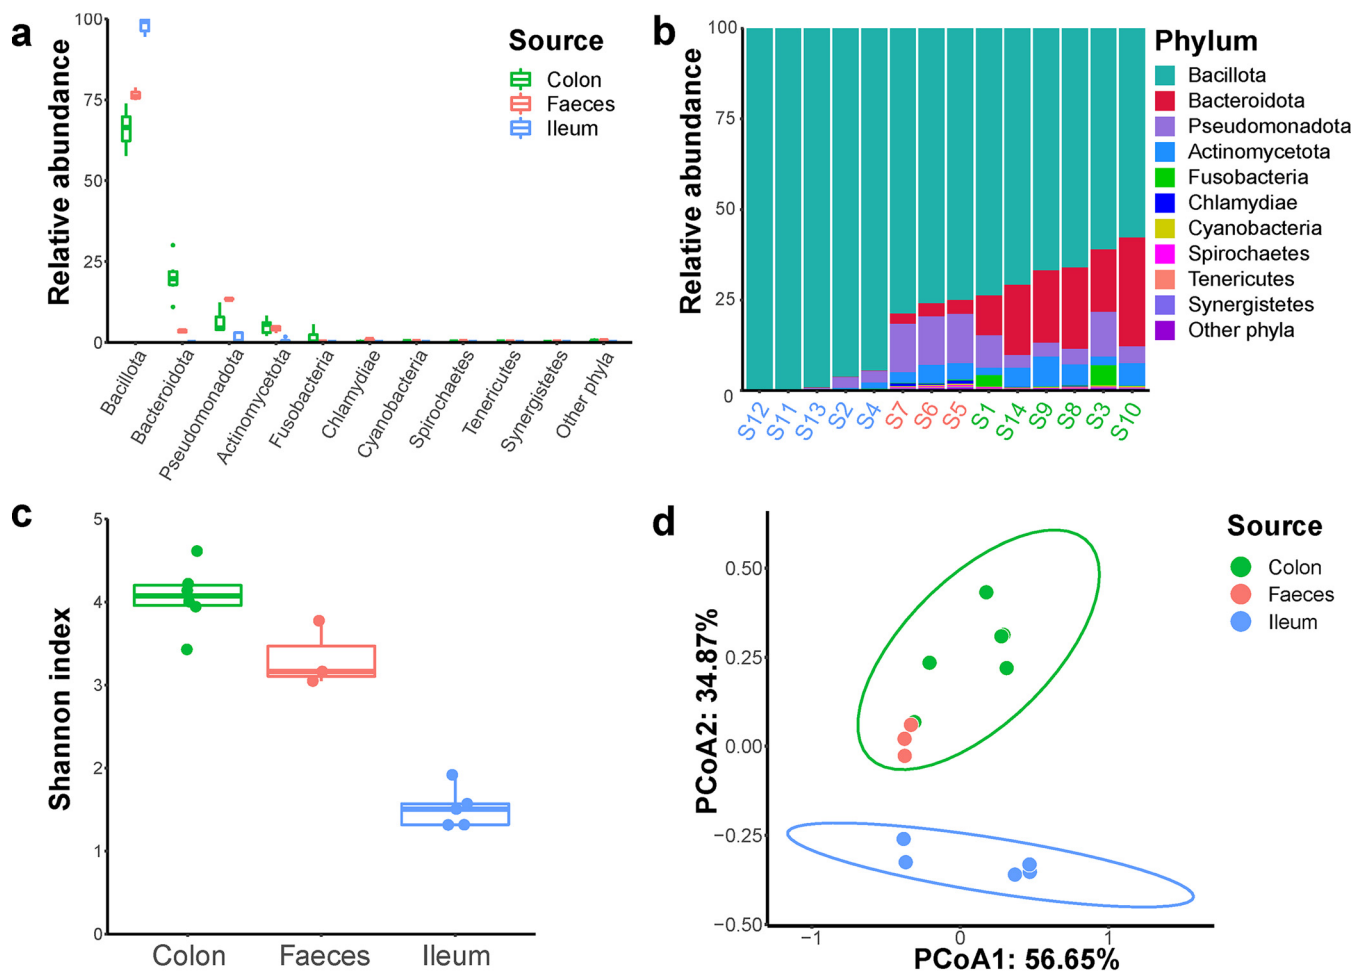 a
Relative abundance
100
75
50
25
0
Bacillota
Bacteroidota
Pseudomonadota
Actinomycetota
Fusobacteria
Chlamydiae
Cyanobacteria
Spirochaetes
Tenericutes
Synergistetes
Other phyla
Source
Colon
Faeces
Ileum
b
Relative abundance
100
75
50
25
0
S12
S11
S13
S2
S4
S7
S6
S5
S1
S14
S9
S8
S3
S10
Phylum
Bacillota
Bacteroidota
Pseudomonadota
Actinomycetota
Fusobacteria
Chlamydiae
Cyanobacteria
Spirochaetes
Tenericutes
Synergistetes
Other phyla
c
Shannon index
5
4
3
2
1
0
Colon
Faeces
Ileum
d
PCoA2: 34.87%
0.50
0.25
0.00
−0.25
−0.50
−1
0
1
PCoA1: 56.65%
Source
Colon
Faeces
Ileum